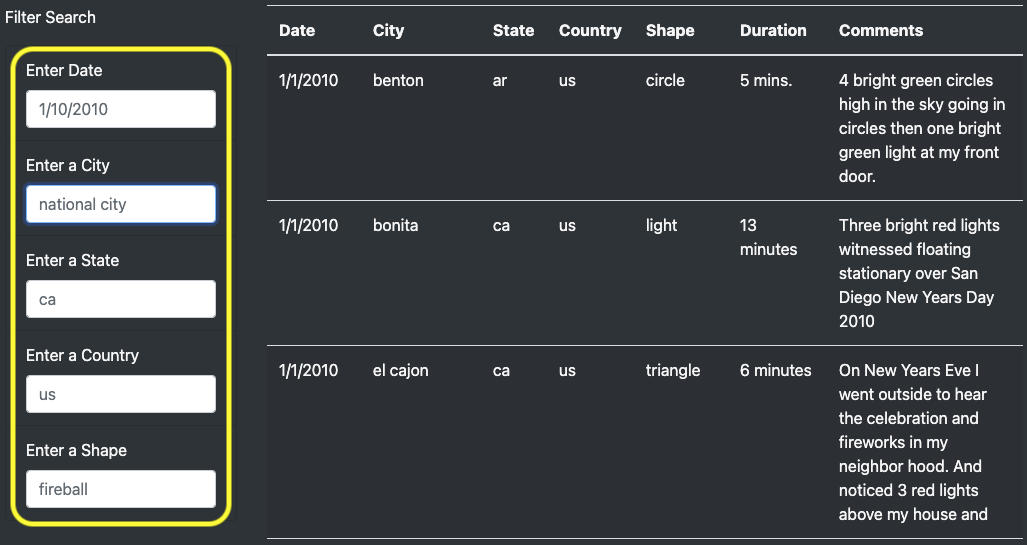 Filter Search
Enter Date
1/10/2010
Enter a City
national city
Enter a State
ca
Enter a Country
us
Enter a Shape
fireball
Date City State Country Shape Duration Comments
1/1/2010 benton ar us circle 5 mins. 4 bright green circles
high in the sky going in
circles then one bright
green light at my front
door.
1/1/2010 bonita ca us light 13 Three bright red lights
minutes witnessed floating
stationary over San
Diego New Years Day
2010
1/1/2010 el cajon ca us triangle 6 minutes On New Years Eve I
went outside to hear
the celebration and
fireworks in my
neighbor hood. And
noticed 3 red lights
above my house and